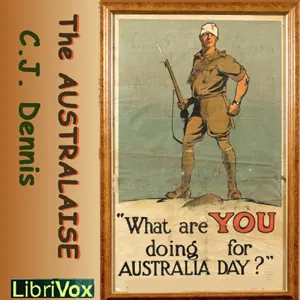 The AUSTRALAISE
C.J. Dennis
LibriVox
"What are YOU
doing for
AUSTRALIA DAY?"